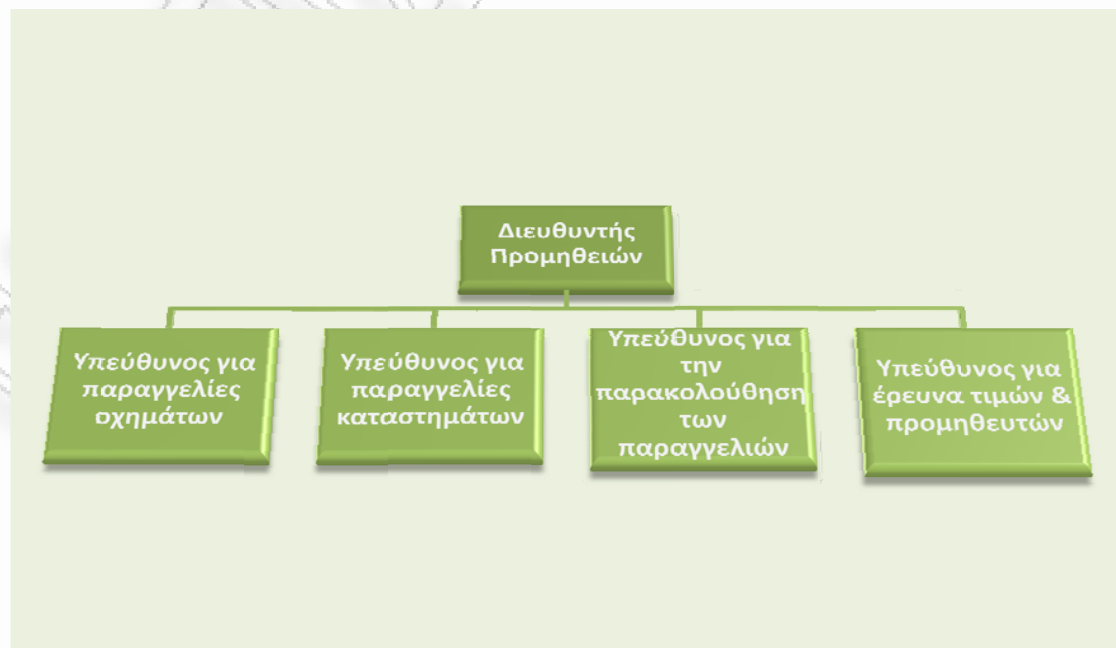 Διευθυντής
Προμηθειών
Υπεύθυνος για
παραγγελίες
οχημάτων
Υπεύθυνος για
παραγγελίες
καταστημάτων
Υπεύθυνος για
την
παρακολούθηση
των
παραγγελιών
Υπεύθυνος για
έρευνα τιμών &
προμηθευτών